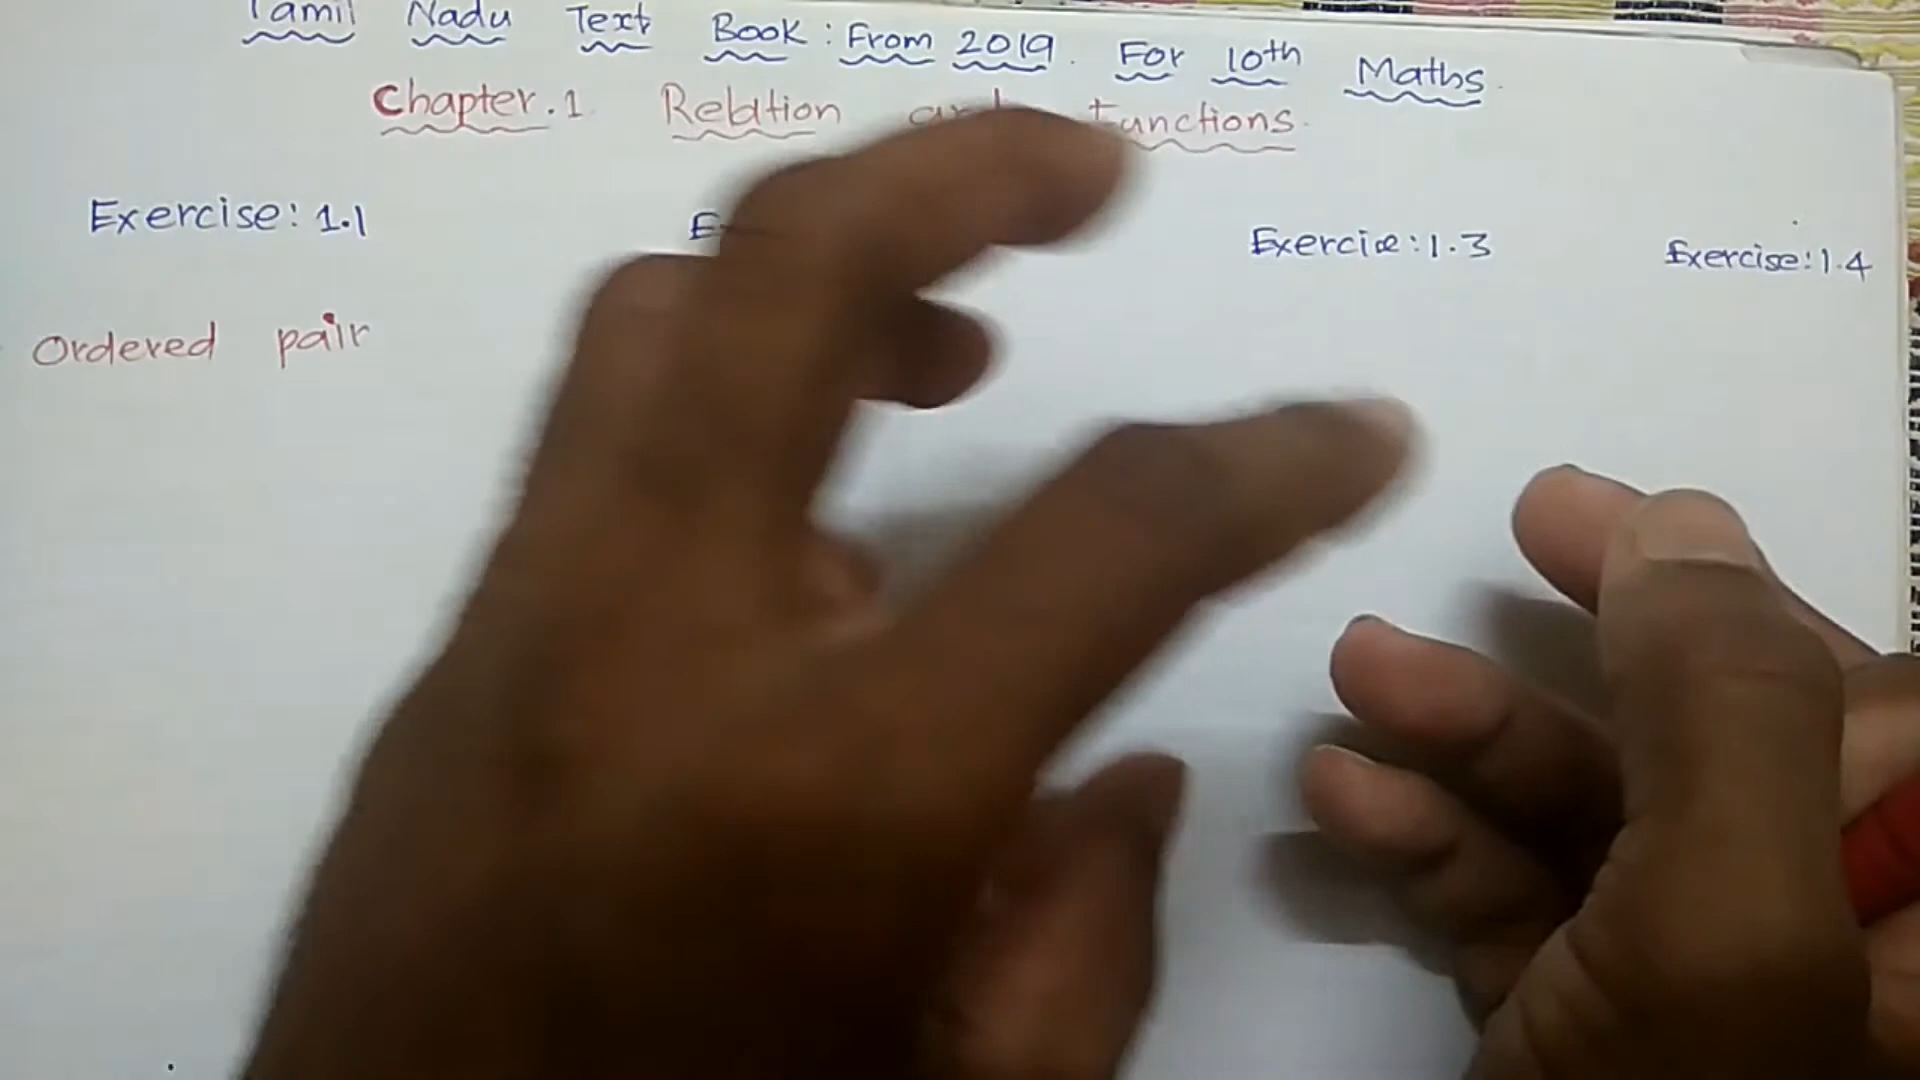 Tamil Nadu Text Book : From 2019. For 10th Maths.
Chapter.1 Relation functions.
Exercise: 1.1 Exercise:1.3 Exercise:1.4
Ordered pair